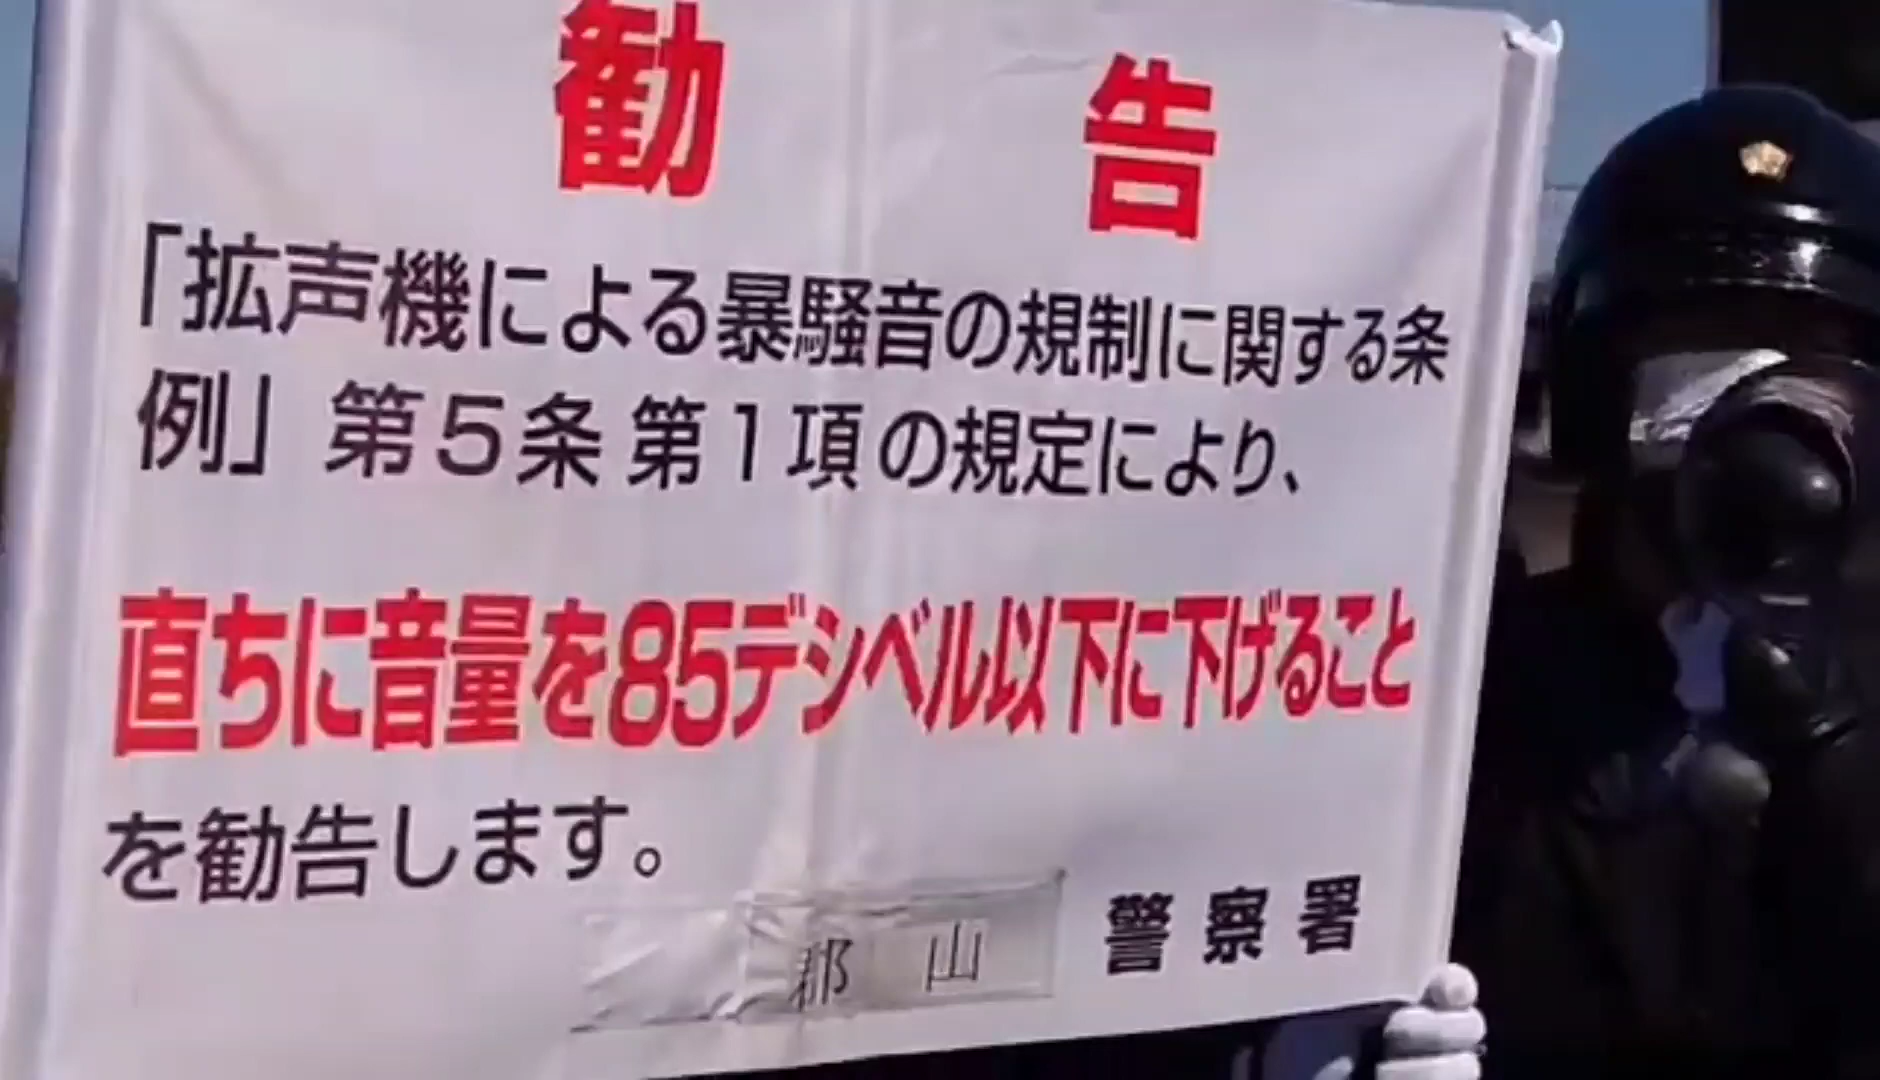 勧告
「拡声機による暴騒音の規制に関する条
例」第5条第1項の規定により、
直ちに音量を85デシベル以下に下げること
を勧告します。
郡山 警察署